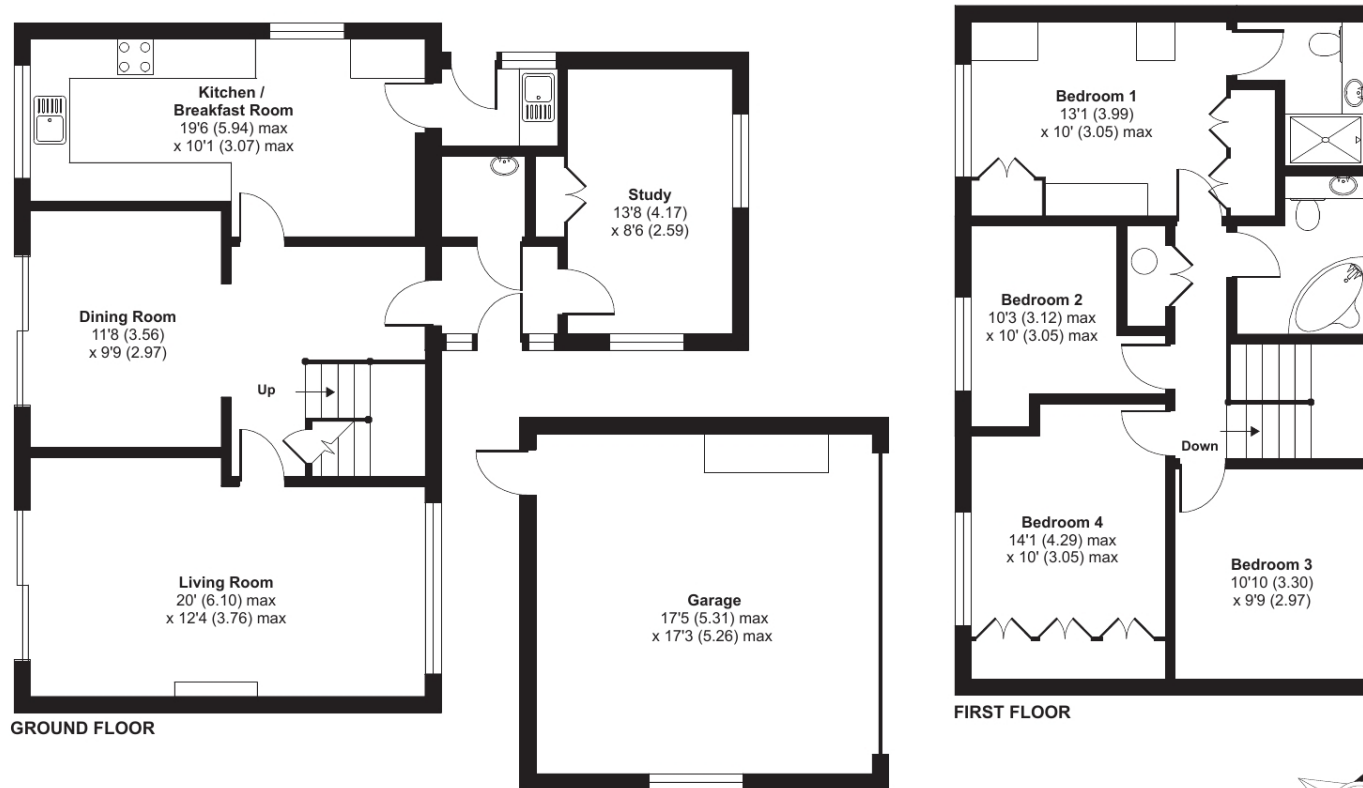 Kitchen /
Breakfast Room
19'6 (5.94) max
x 10'1 (3.07) max
Study
13'8 (4.17)
x 8'6 (2.59)
Dining Room
11'8 (3.56)
x 9'9 (2.97)
Up
Living Room
20' (6.10) max
x 12'4 (3.76) max
Garage
17'5 (5.31) max
x 17'3 (5.26) max
GROUND FLOOR
Bedroom 1
13'1 (3.99)
x 10' (3.05) max
Bedroom 2
10'3 (3.12) max
x 10' (3.05) max
Down
Bedroom 4
14'1 (4.29) max
x 10' (3.05) max
Bedroom 3
10'10 (3.30)
x 9'9 (2.97)
FIRST FLOOR